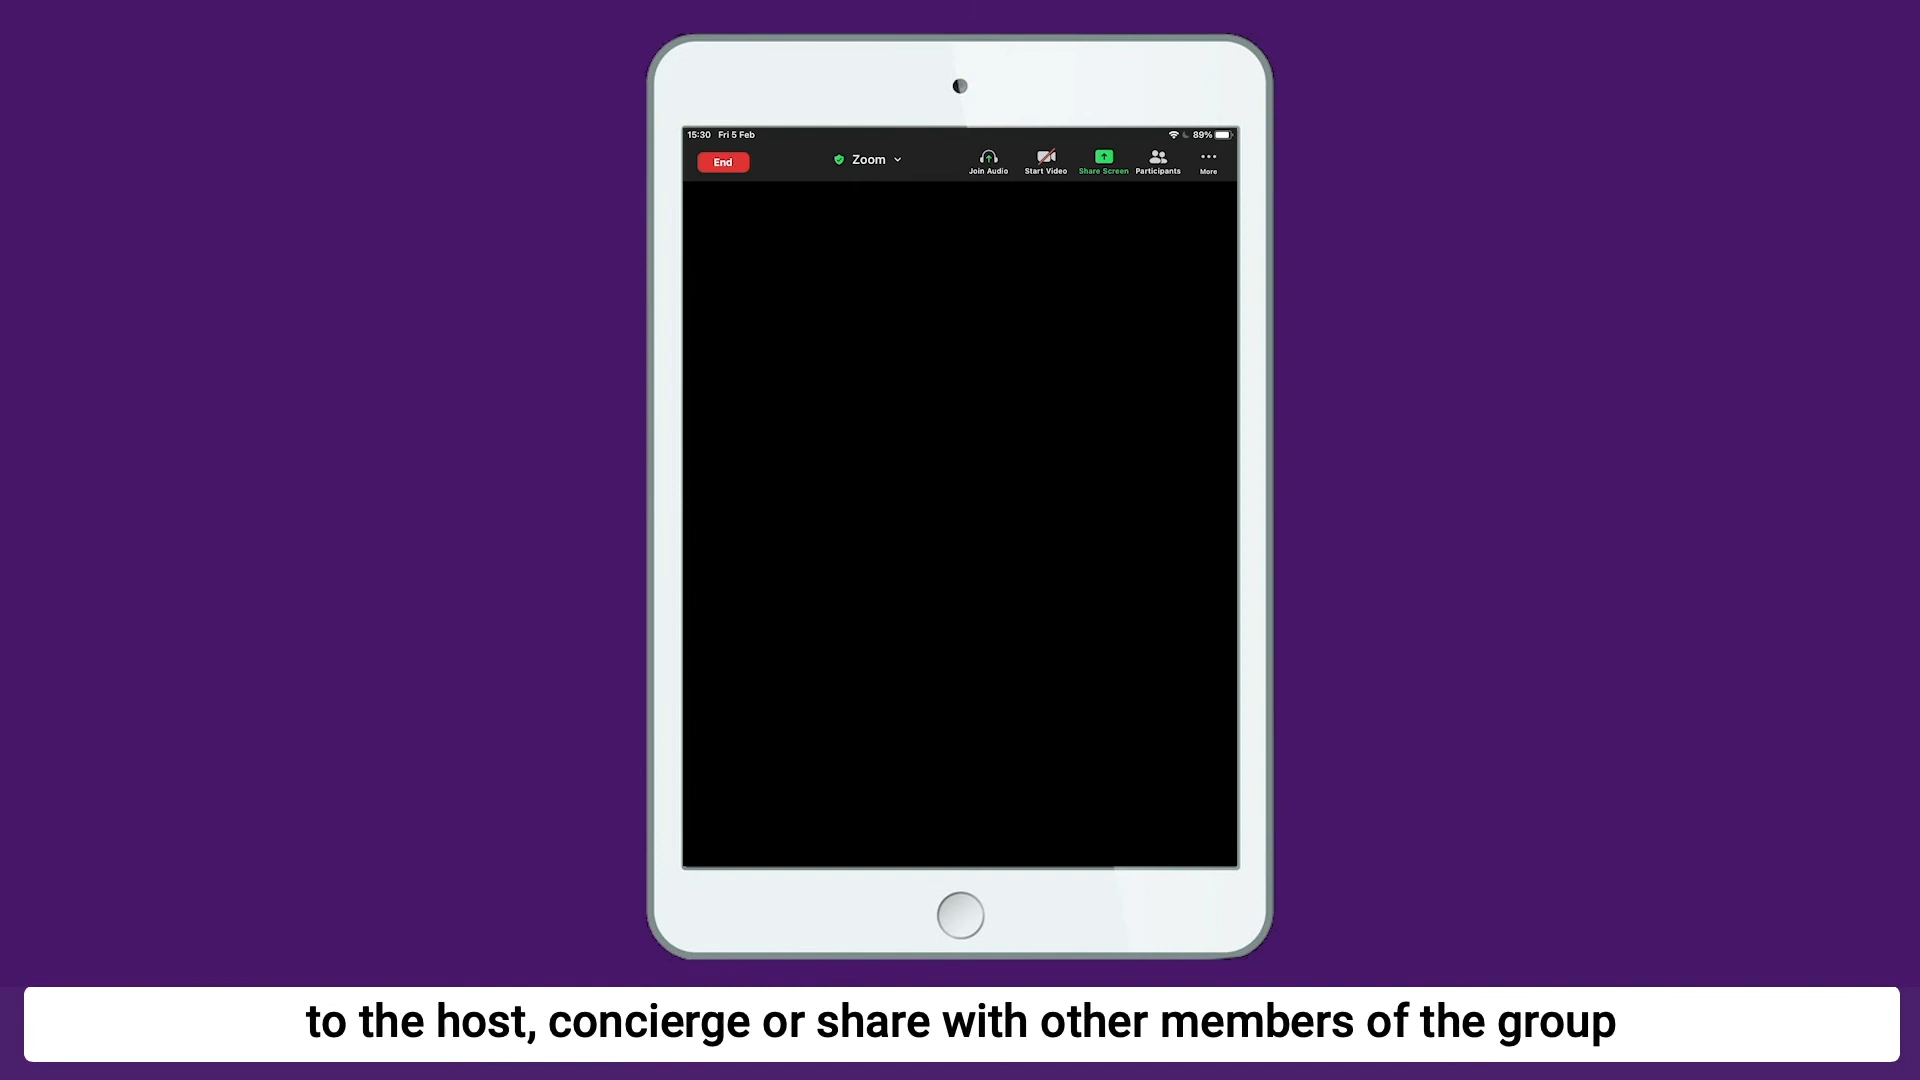 15:30 Fri 5 Feb 89%
End Zoom Join Audio Start Video Share Screen Participants More
to the host, concierge or share with other members of the group